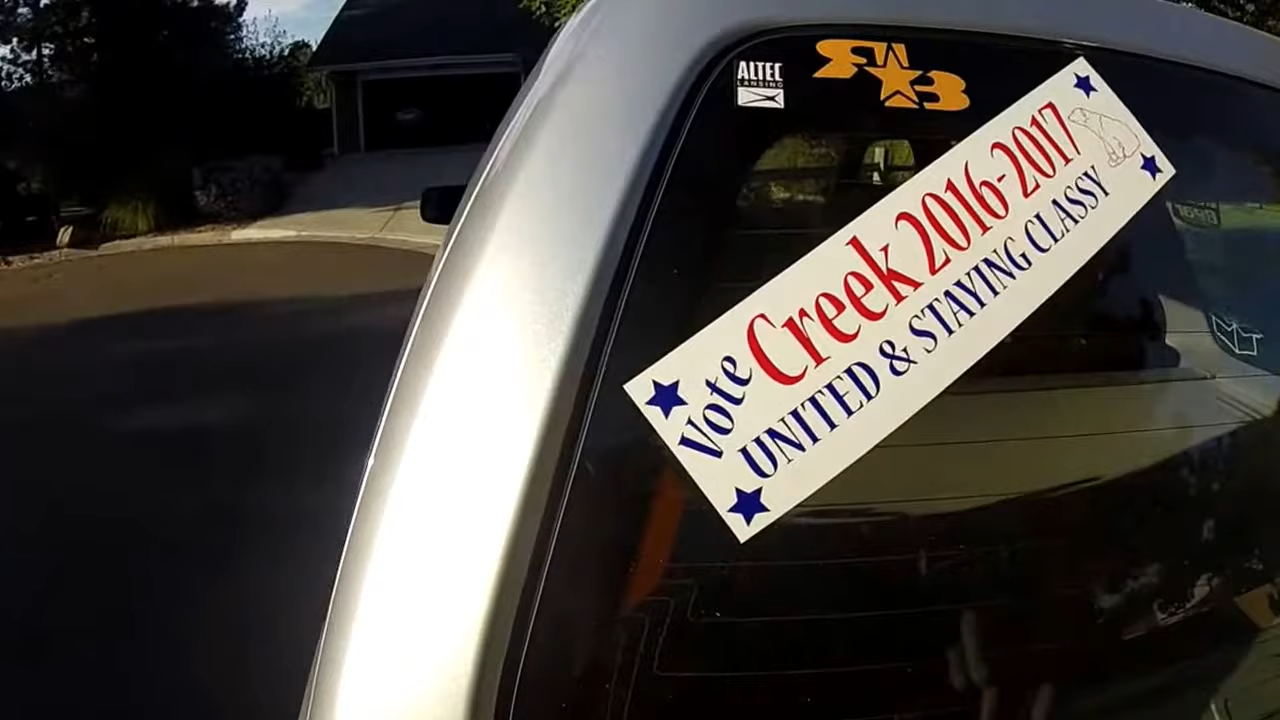 ALTEC
LANSING
R★B
Vote Creek 2016-2017
UNITED & STAYING CLASSY